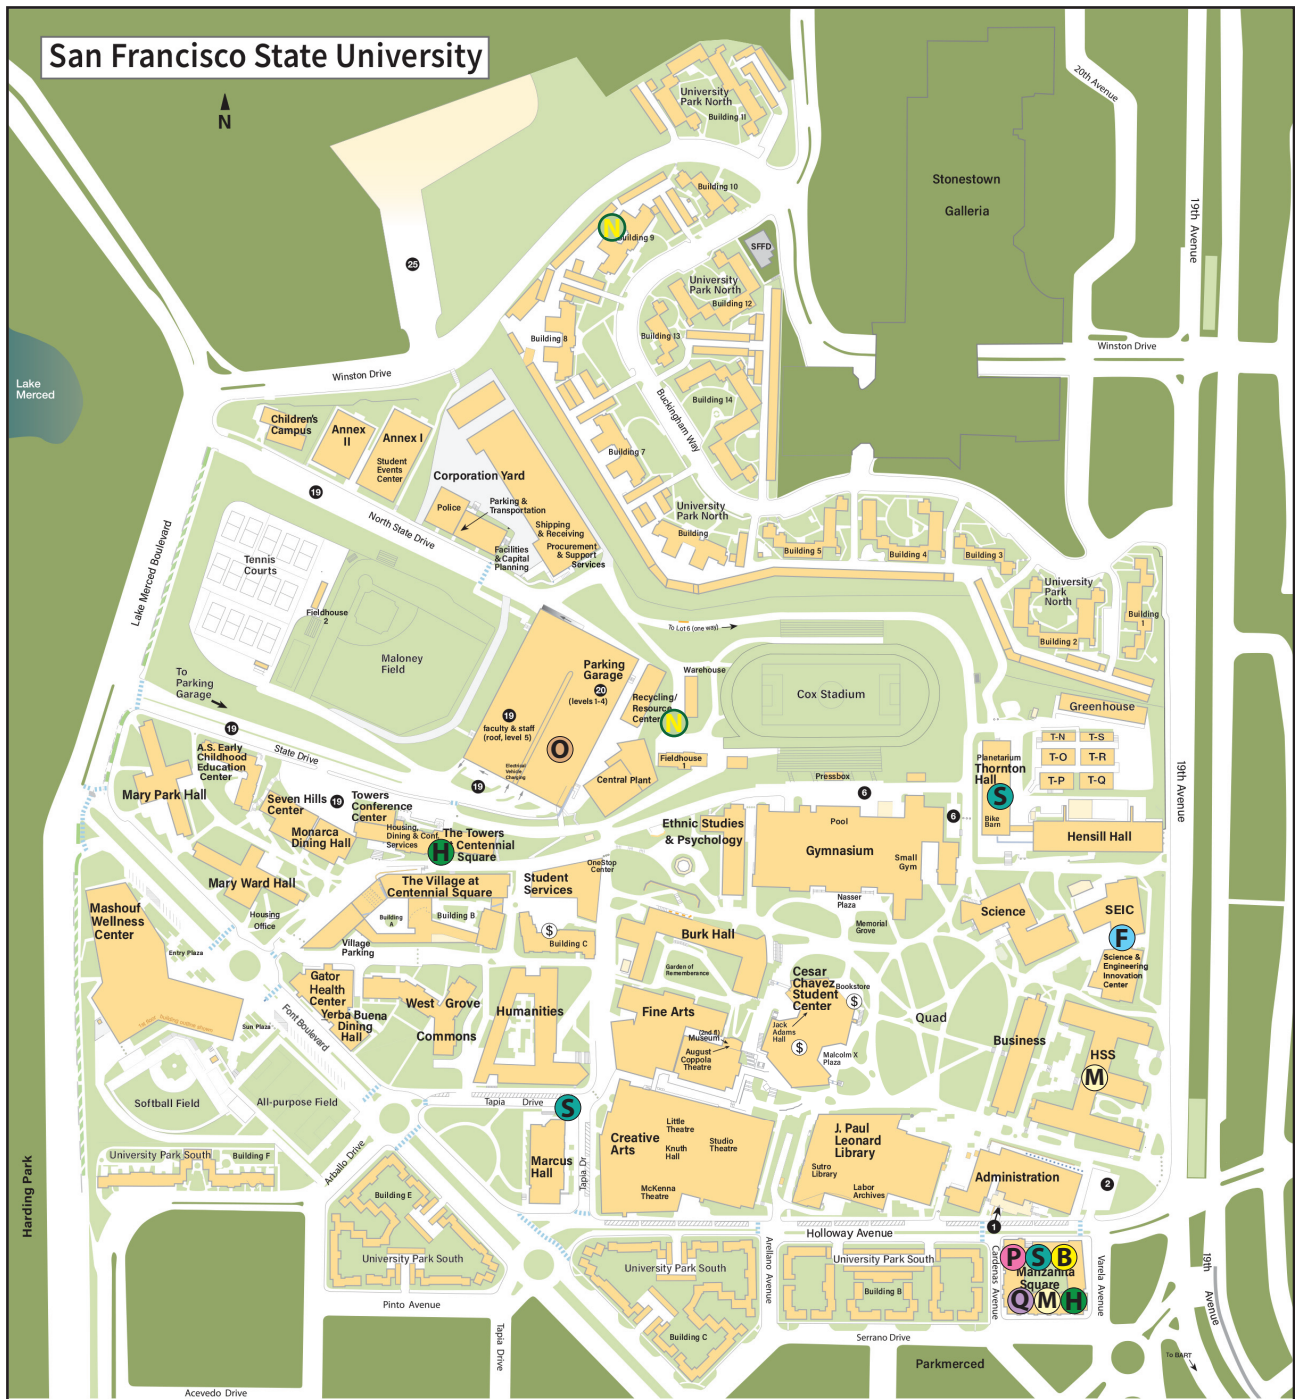 San Francisco State University
N
University
Park North
Building 11
20th Avenue
Building 10
Stonestown
Galleria
19th Avenue
N
Building 9
SFFD
25
University
Park North
Building 12
Building 13
Building 8
Winston Drive
Winston Drive
Lake
Merced
Buckingham Way
Building 14
Children's
Campus
Annex
II
Annex I
Student
Events
Center
Building 7
Corporation Yard
19
North State Drive
Police
Parking &
Transportation
University
Park North
Building
Shipping
& Receiving
Procurement
& Support
Services
Facilities
& Capital
Planning
Building 5
Building 4
Building 3
Lake Merced Boulevard
Tennis
Courts
Fieldhouse
2
University
Park
North
Building 2
Building
1
To Lot 6 (one way)
Maloney
Field
To
Parking
Garage
19
Parking
Garage
20
(levels 1-4)
19
faculty & staff
(roof, level 5)
O
Electrical
Vehicle
Charging
Warehouse
Recycling/
Resource
Center
N
Cox Stadium
Greenhouse
T-N
T-S
T-O
T-R
T-P
T-Q
State Drive
A.S. Early
Childhood
Education
Center
Mary Park Hall
19
Central Plant
Fieldhouse
1
Pressbox
6
6
Planetarium
Thornton
Hall
S
Bike
Barn
Hensill Hall
19th Avenue
Seven Hills
Center
19
Towers
Conference
Center
Monarca
Dining Hall
Housing,
Dining & Conf.
Services
H
The Towers
at Centennial
Square
Ethnic Studies
& Psychology
Pool
Gymnasium
Small
Gym
Mary Ward Hall
The Village at
Centennial Square
Student
Services
OneStop
Center
Nasser
Plaza
Memorial
Grove
Science
SEIC
F
Science &
Engineering
Innovation
Center
Mashouf
Wellness
Center
Housing
Office
Building
A
Building B
$
Building C
Burk Hall
Village
Parking
Entry Plaza
Garden of
Rememberance
Cesar
Chavez
Student
Center
Bookstore
$
Gator
Health
Center
Yerba Buena
Dining
Hall
West Grove
Commons
Humanities
Fine Arts
Jack
Adams
Hall
$
Quad
Font Boulevard
Sun Plaza
(2nd fl)
Museum
August
Coppola
Theatre
Malcolm X
Plaza
Business
HSS
M
Softball Field
All-purpose Field
Tapia Drive
S
Little
Theatre
Creative
Arts
Knuth
Hall
Studio
Theatre
McKenna
Theatre
J. Paul
Leonard
Library
Sutro
Library
Labor
Archives
Administration
2
1
University Park South
Building F
Arballo Drive
Marcus
Hall
Tapia Dr
Harding Park
Building E
University Park South
Holloway Avenue
Pinto Avenue
University Park South
Building C
Arellano Avenue
University Park South
Building B
Cardenas Avenue
P
S
B
Manzanita
Square
Q
M
H
Varela Avenue
19th Avenue
Serrano Drive
Tapia Drive
Parkmerced
To BART
Acevedo Drive